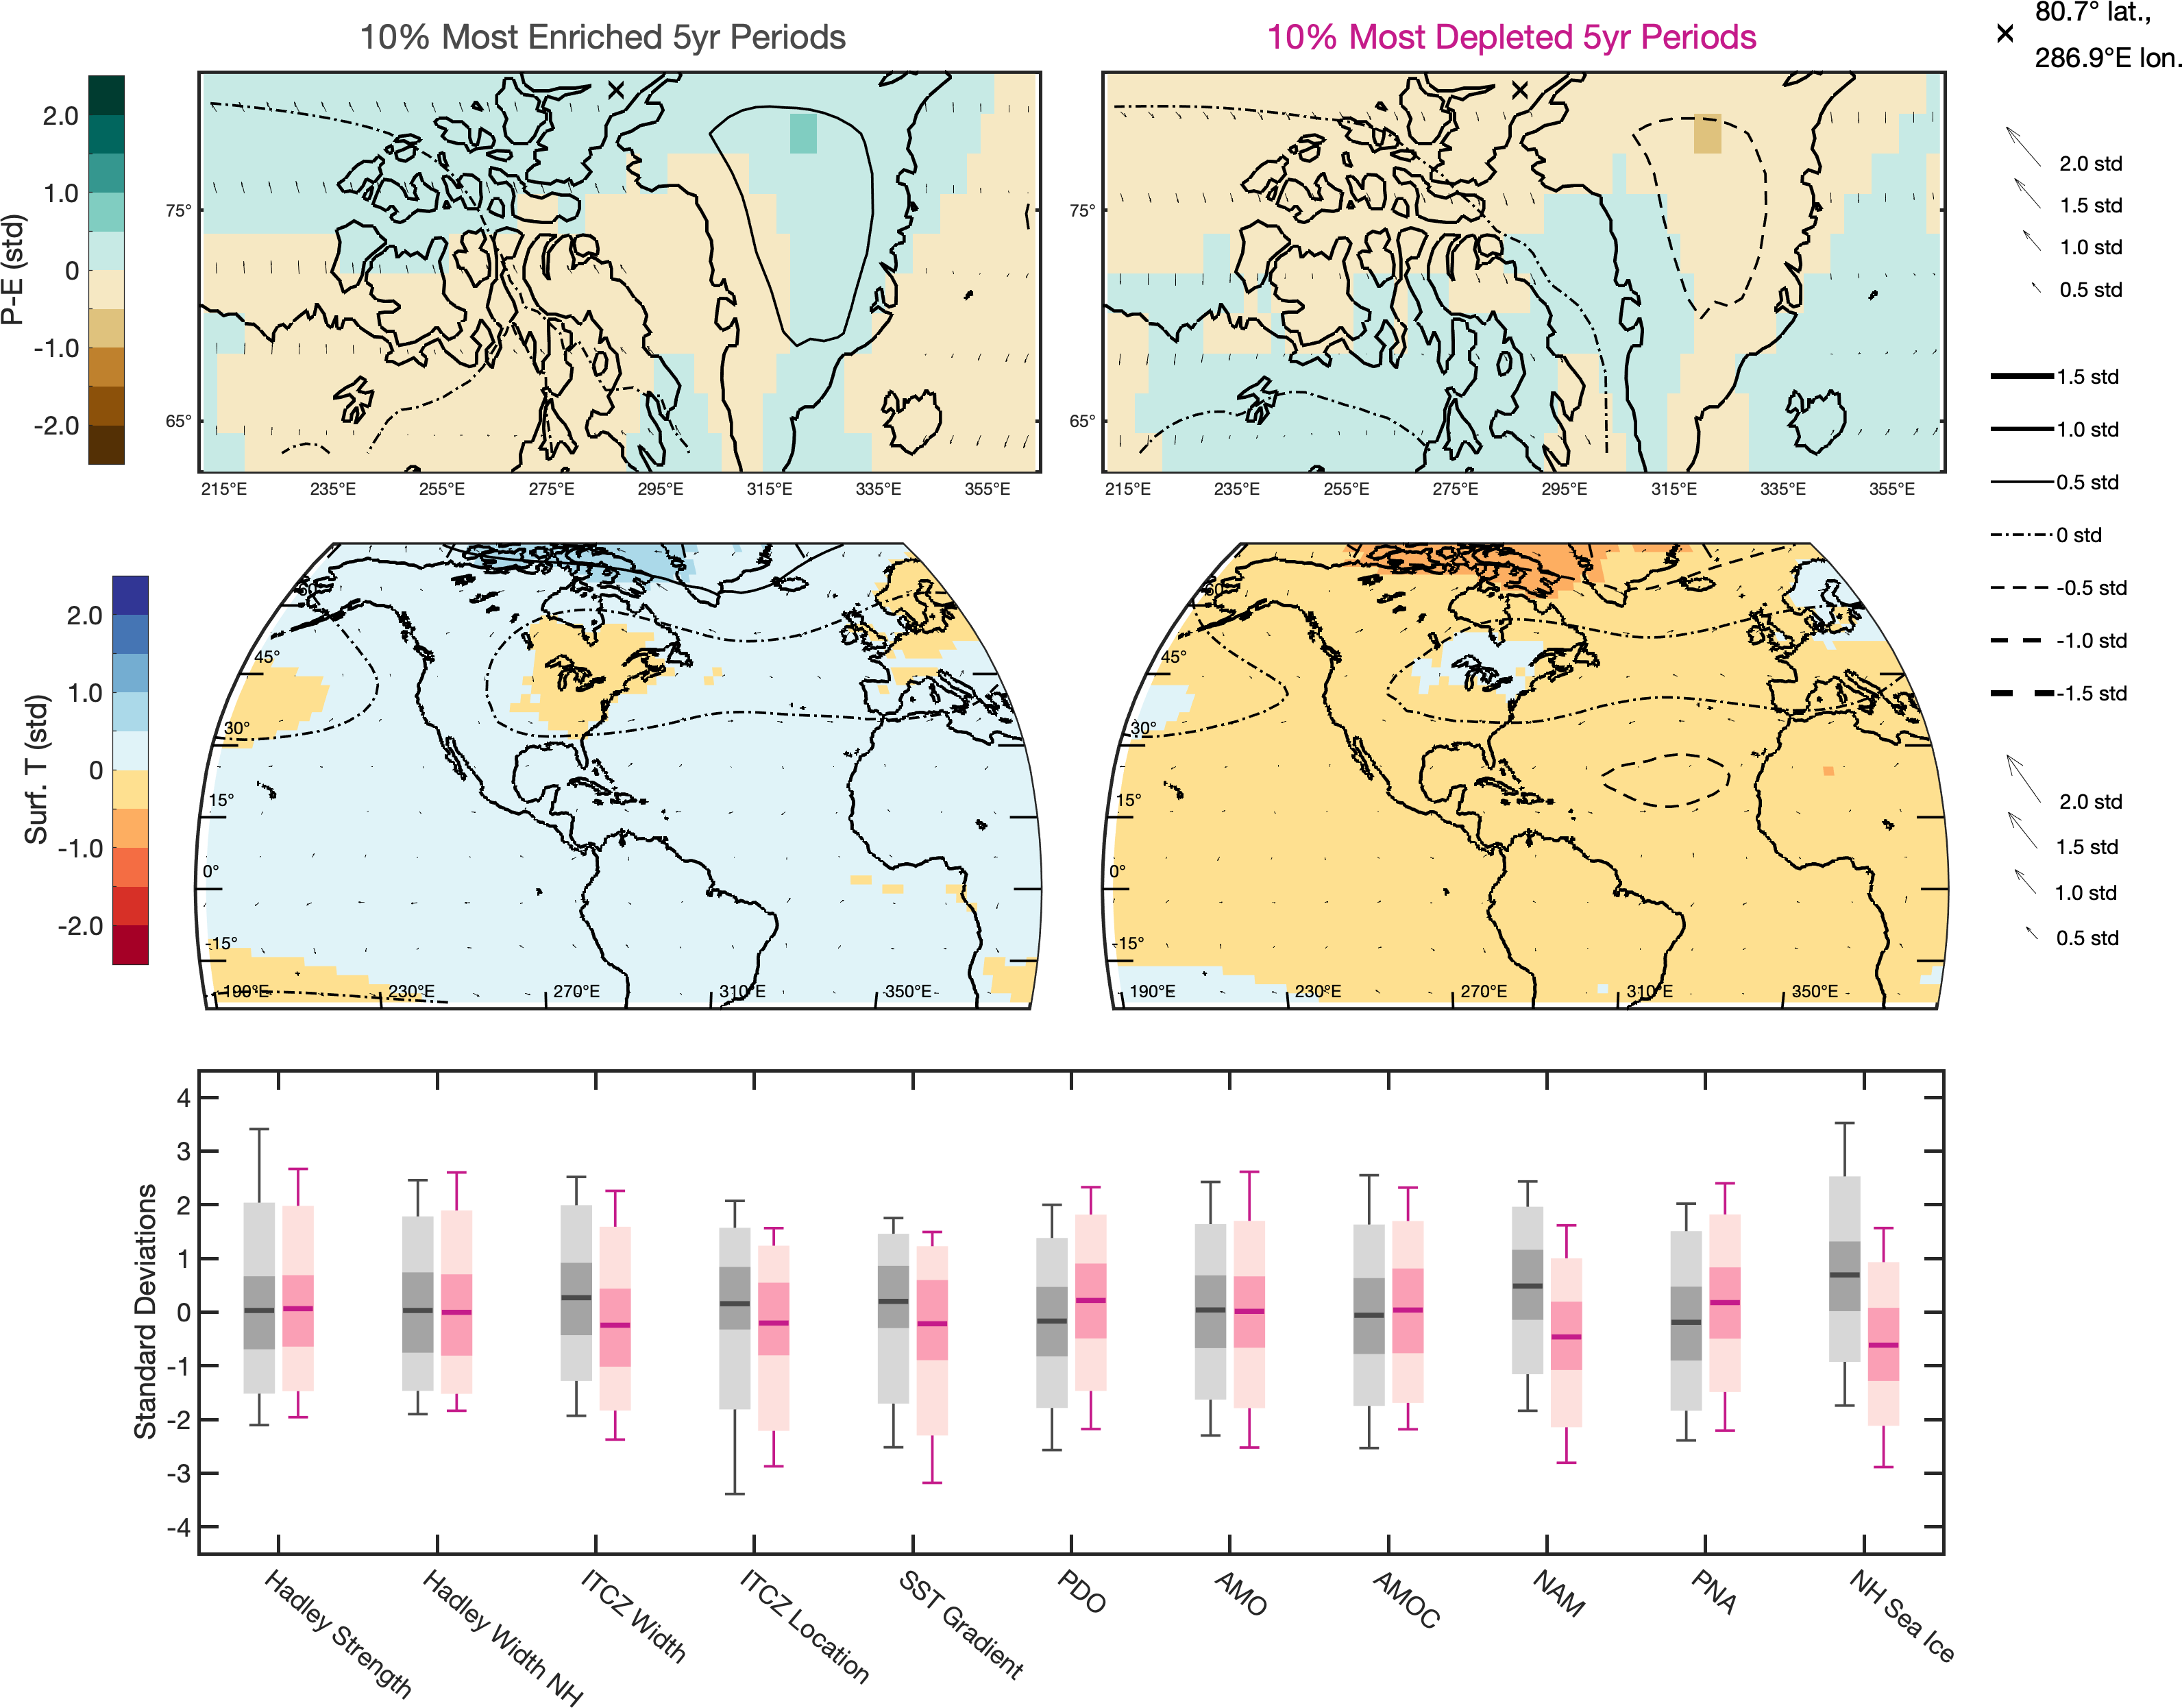 10% Most Enriched 5yr Periods
10% Most Depleted 5yr Periods
80.7° lat.,
286.9°E lon.
P-E (std)
2.0
1.0
0
-1.0
-2.0
75°
65°
215°E 235°E 255°E 275°E 295°E 315°E 335°E 355°E
75°
65°
215°E 235°E 255°E 275°E 295°E 315°E 335°E 355°E
2.0 std
1.5 std
1.0 std
0.5 std
1.5 std
1.0 std
0.5 std
0 std
-0.5 std
-1.0 std
-1.5 std
Surf. T (std)
2.0
1.0
0
-1.0
-2.0
60°
45°
30°
15°
0°
-15°
190°E 230°E 270°E 310°E 350°E
60°
45°
30°
15°
0°
-15°
190°E 230°E 270°E 310°E 350°E
2.0 std
1.5 std
1.0 std
0.5 std
Standard Deviations
4
3
2
1
0
-1
-2
-3
-4
Hadley Strength
Hadley Width NH
ITCZ Width
ITCZ Location
SST Gradient
PDO
AMO
AMOC
NAM
PNA
NH Sea Ice